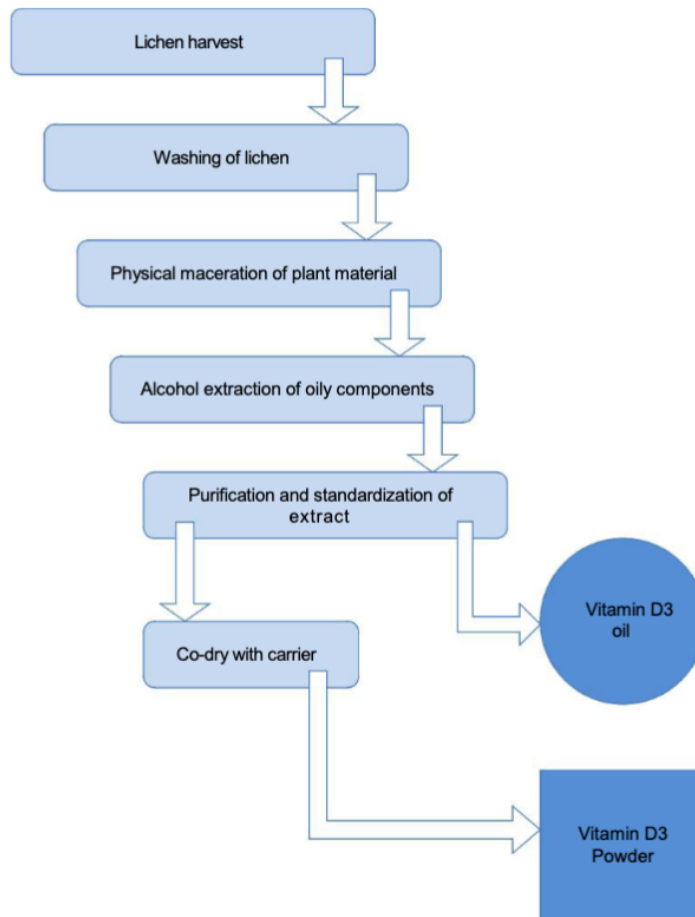 Lichen harvest
Washing of lichen
Physical maceration of plant material
Alcohol extraction of oily components
Purification and standardization of
extract
Vitamin D3
oil
Co-dry with carrier
Vitamin D3
Powder